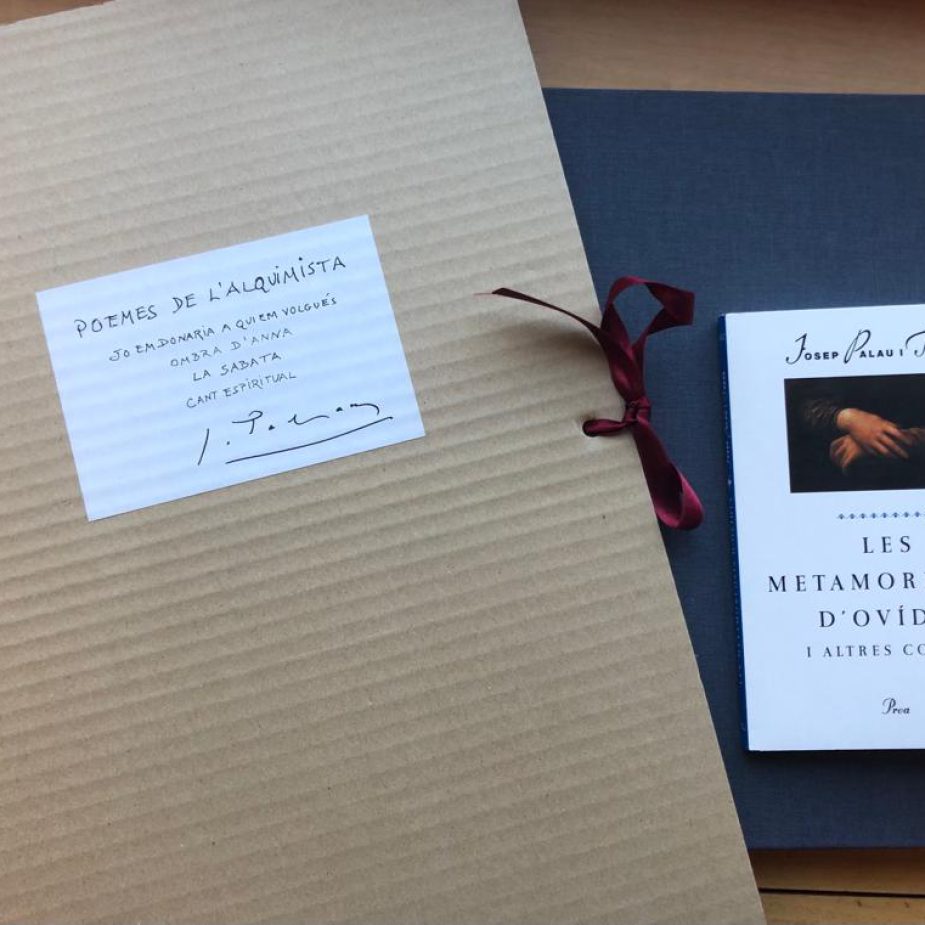 POEMES DE L'ALQUIMISTA
JO EM DONARIA A QUI EM VOLGUÉS
OMBRA D'ANNA
LA SABATA
CANT ESPIRITUAL
J. Palau
JOSEP PALAU I
LES
METAMOR
D'OVÍD
I ALTRES CO
Proa